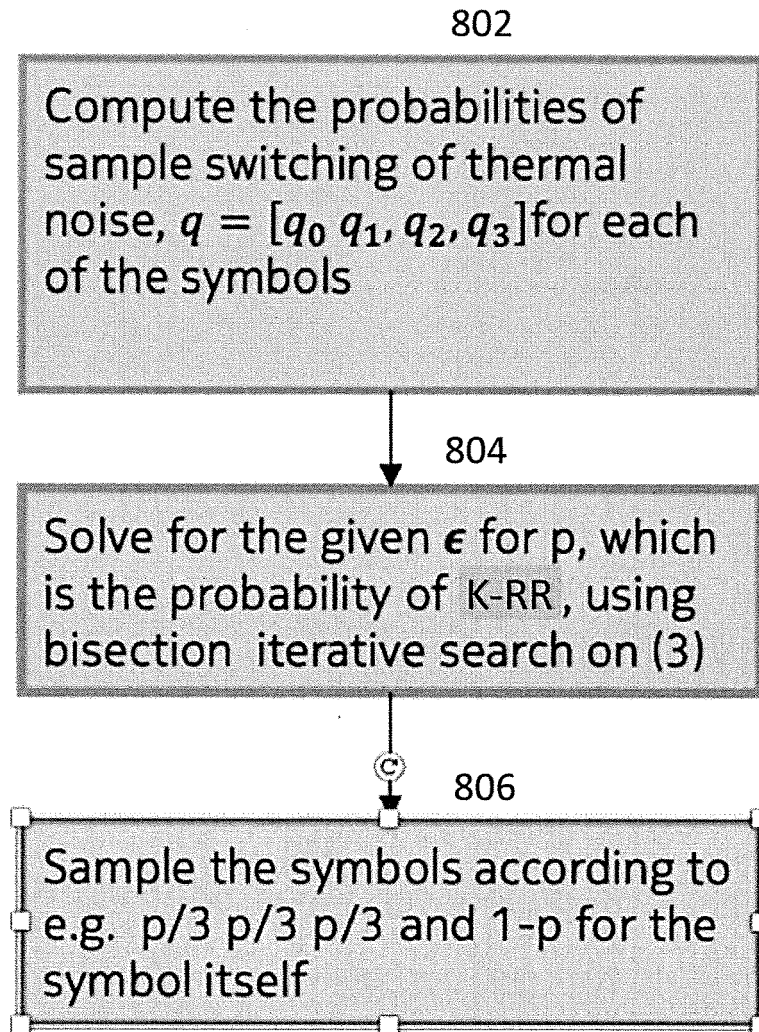 802
Compute the probabilities of
sample switching of thermal
noise, q = [q₀ q₁, q₂, q₃]for each
of the symbols
804
Solve for the given ϵ for p, which
is the probability of K-RR, using
bisection iterative search on (3)
806
Sample the symbols according to
e.g. p/3 p/3 p/3 and 1-p for the
symbol itself